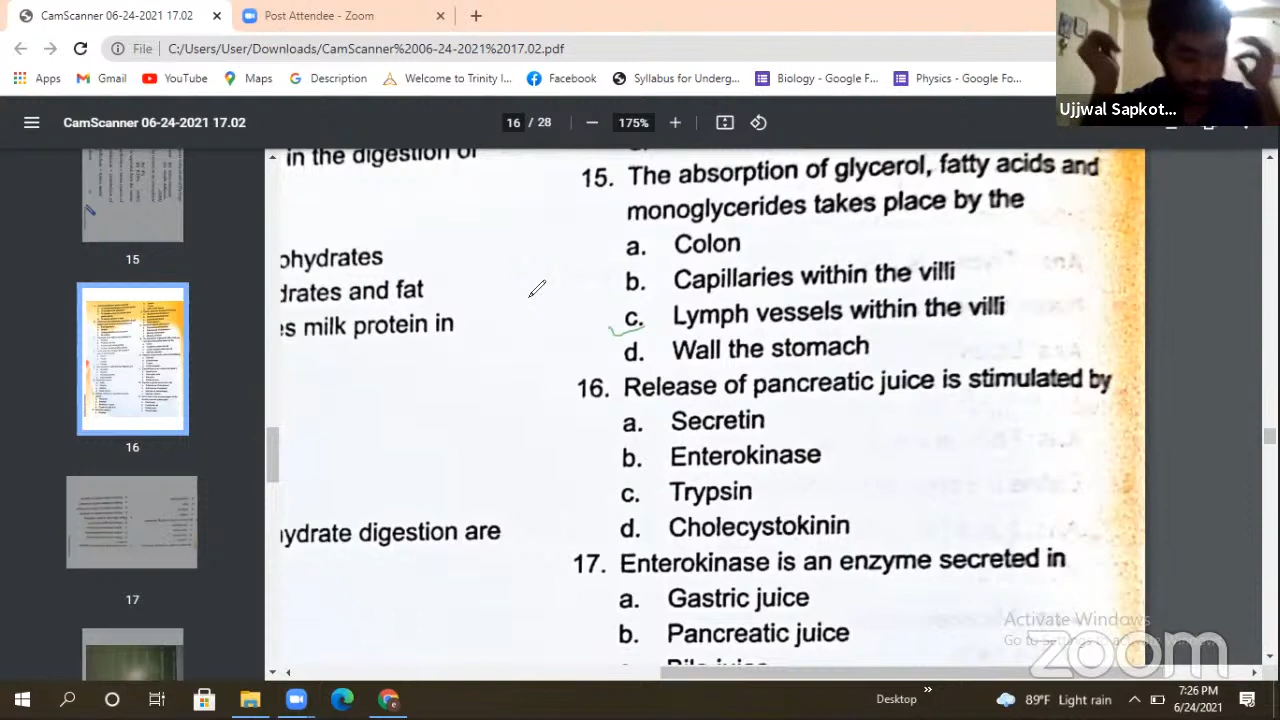 CamScanner 06-24-2021 17.02
Post Attendee - Zoom
File
C:/Users/User/Downloads/CamScanner%2006-24-2021%2017.02.pdf
Apps
Gmail
YouTube
Maps
Description
Welcome to Trinity I...
Facebook
Syllabus for Underg...
Biology - Google F...
Physics - Google Fo...
Ujjwal Sapkot...
CamScanner 06-24-2021 17.02
16 / 28
175%
15
16
17
in the digestion of
ohydrates
drates and fat
s milk protein in
ydrate digestion are
15. The absorption of glycerol, fatty acids and
monoglycerides takes place by the
a. Colon
b. Capillaries within the villi
c. Lymph vessels within the villi
d. Wall the stomach
16. Release of pancreatic juice is stimulated by
a. Secretin
b. Enterokinase
c. Trypsin
d. Cholecystokinin
17. Enterokinase is an enzyme secreted in
a. Gastric juice
b. Pancreatic juice
Activate Windows
zoom
Desktop
89°F Light rain
7:26 PM
6/24/2021